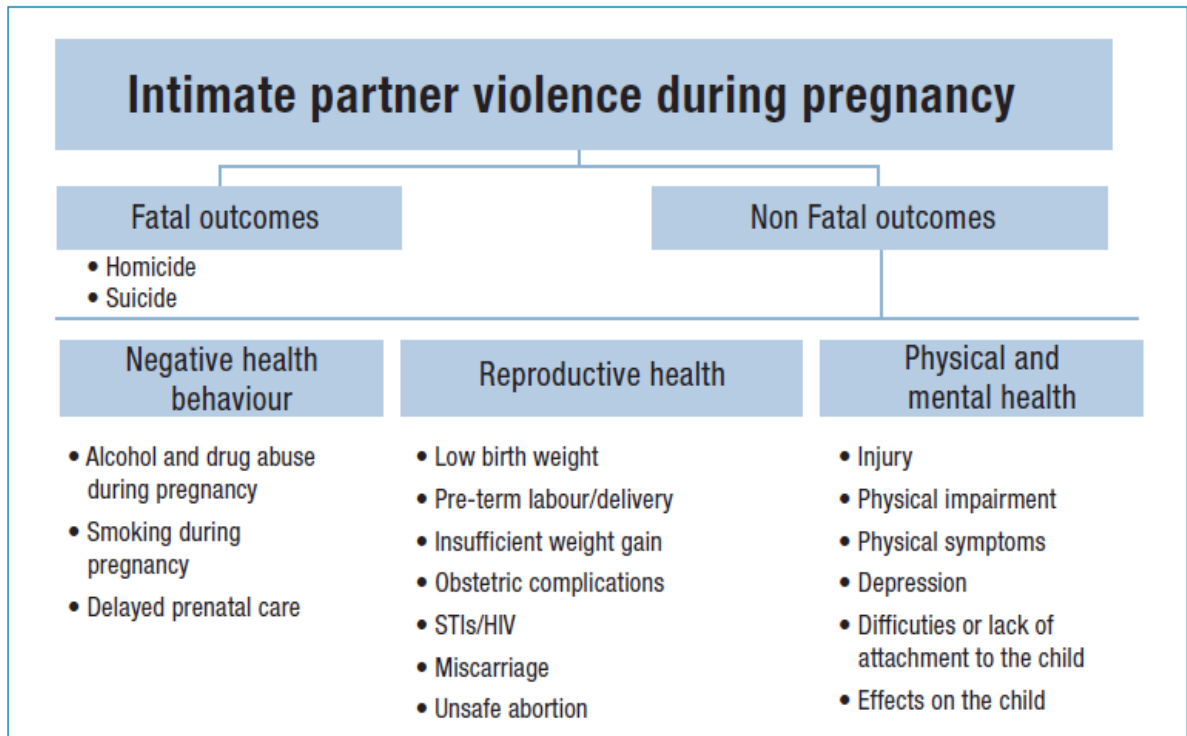 Intimate partner violence during pregnancy
Fatal outcomes
• Homicide
• Suicide
Non Fatal outcomes
Negative health
behaviour
• Alcohol and drug abuse
during pregnancy
• Smoking during
pregnancy
• Delayed prenatal care
Reproductive health
• Low birth weight
• Pre-term labour/delivery
• Insufficient weight gain
• Obstetric complications
• STIs/HIV
• Miscarriage
• Unsafe abortion
Physical and
mental health
• Injury
• Physical impairment
• Physical symptoms
• Depression
• Difficuties or lack of
attachment to the child
• Effects on the child